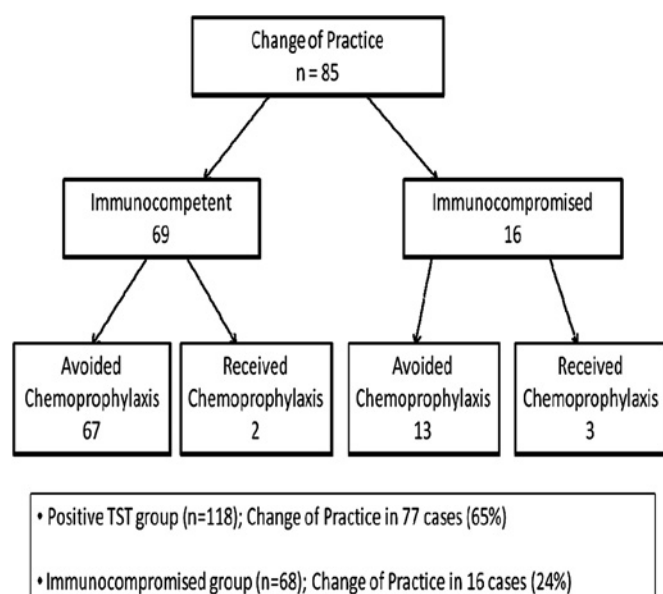 Change of Practice
n = 85
Immunocompetent
69
Immunocompromised
16
Avoided
Chemoprophylaxis
67
Received
Chemoprophylaxis
2
Avoided
Chemoprophylaxis
13
Received
Chemoprophylaxis
3
• Positive TST group (n=118); Change of Practice in 77 cases (65%)
• Immunocompromised group (n=68); Change of Practice in 16 cases (24%)